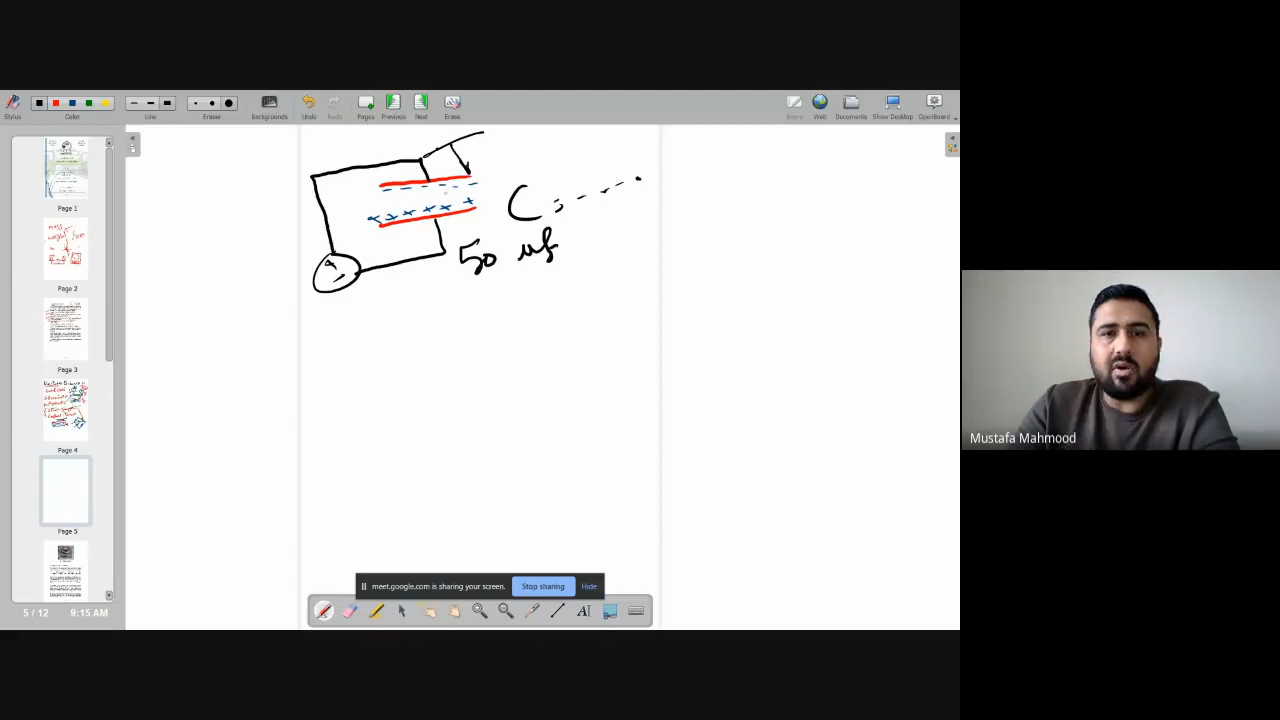 Stylus
Color
Line
Eraser
Backgrounds
Undo
Redo
Pages
Previous
Next
Erase
Board
Web
Documents
Show Desktop
OpenBoard
Page 1
Page 2
Page 3
Page 4
Page 5
5 / 12
9:15 AM
C = - - - -
50 uf
meet.google.com is sharing your screen.
Stop sharing
Hide
Mustafa Mahmood